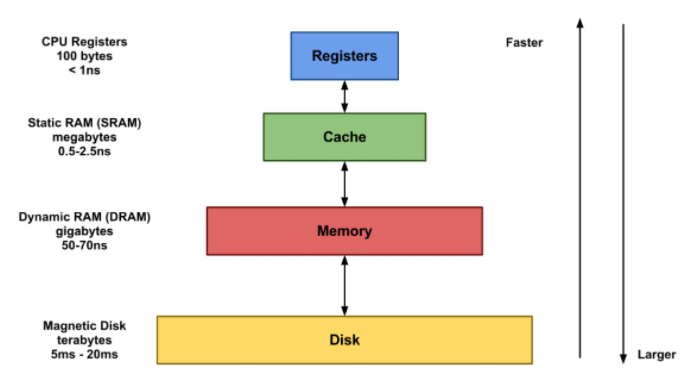 CPU Registers
100 bytes
< 1ns
Registers
Faster
Static RAM (SRAM)
megabytes
0.5-2.5ns
Cache
Dynamic RAM (DRAM)
gigabytes
50-70ns
Memory
Magnetic Disk
terabytes
5ms - 20ms
Disk
Larger